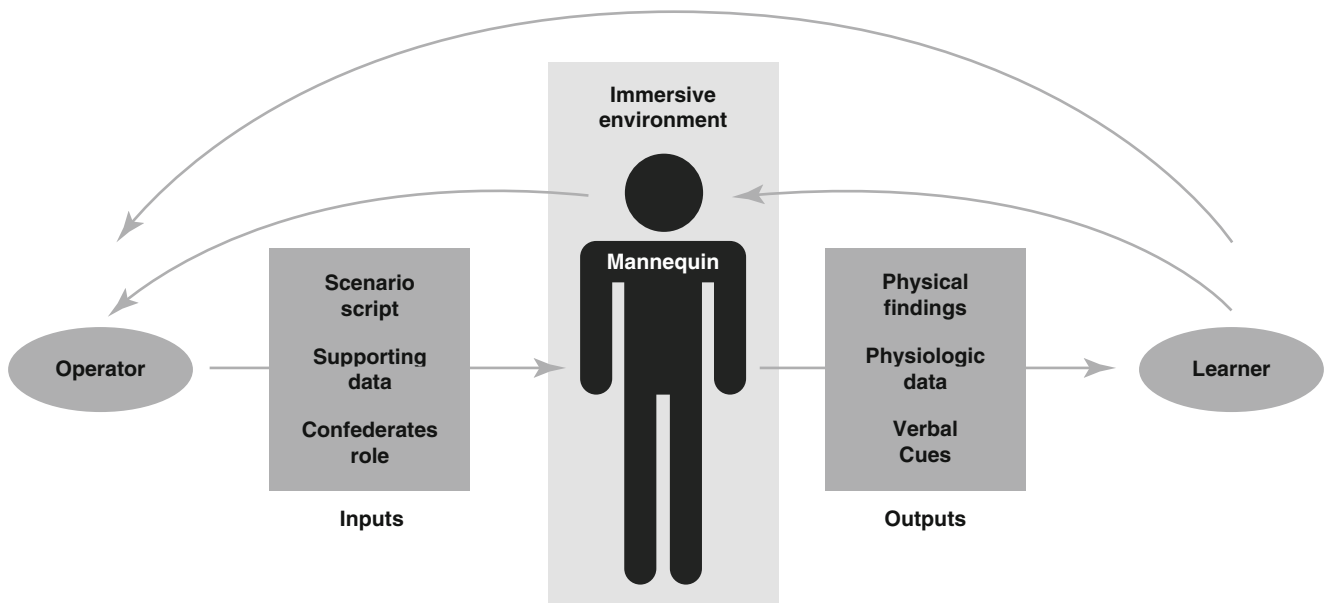 Immersive
environment
Mannequin
Operator
Scenario
script
Supporting
data
Confederates
role
Inputs
Physical
findings
Physiologic
data
Verbal
Cues
Outputs
Learner